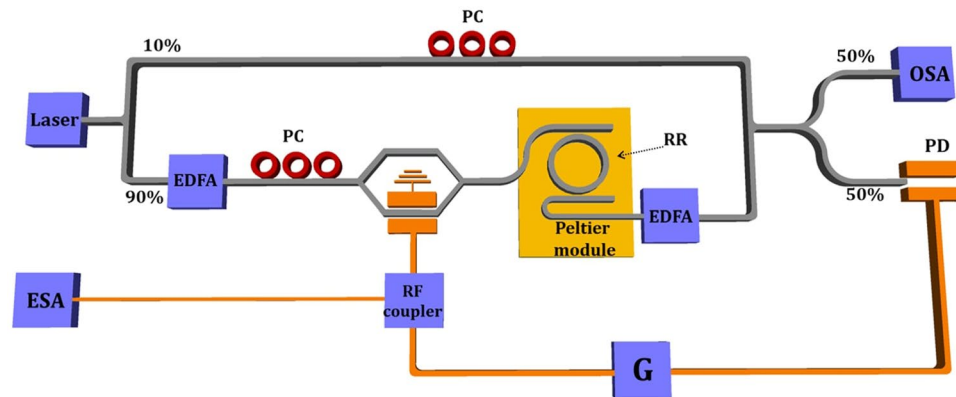 PC
10%
50%
OSA
Laser
PC
RR
PD
EDFA
90%
50%
EDFA
Peltier
module
ESA
RF
coupler
G